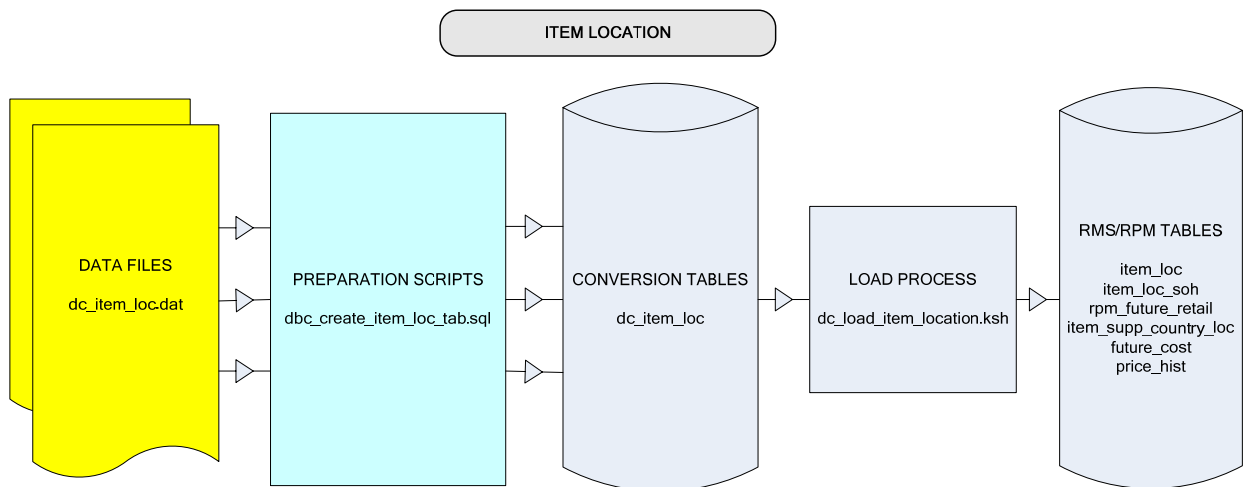 ITEM LOCATION
DATA FILES
dc_item_loc.dat
PREPARATION SCRIPTS
dbc_create_item_loc_tab.sql
CONVERSION TABLES
dc_item_loc
LOAD PROCESS
dc_load_item_location.ksh
RMS/RPM TABLES
item_loc
item_loc_soh
rpm_future_retail
item_supp_country_loc
future_cost
price_hist